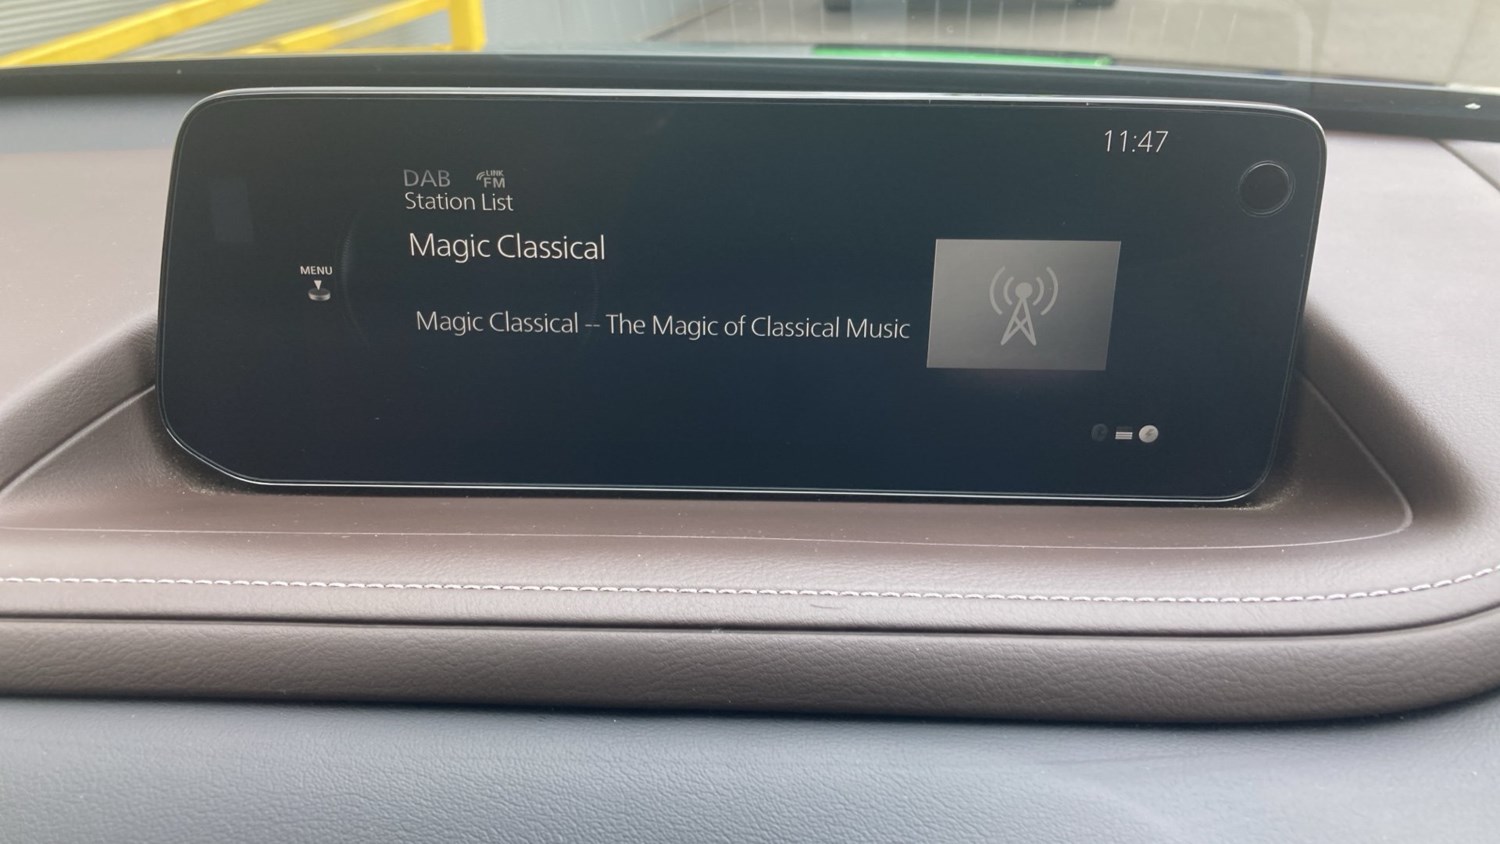 11:47
DAB LINK FM
Station List
Magic Classical
MENU
Magic Classical -- The Magic of Classical Music